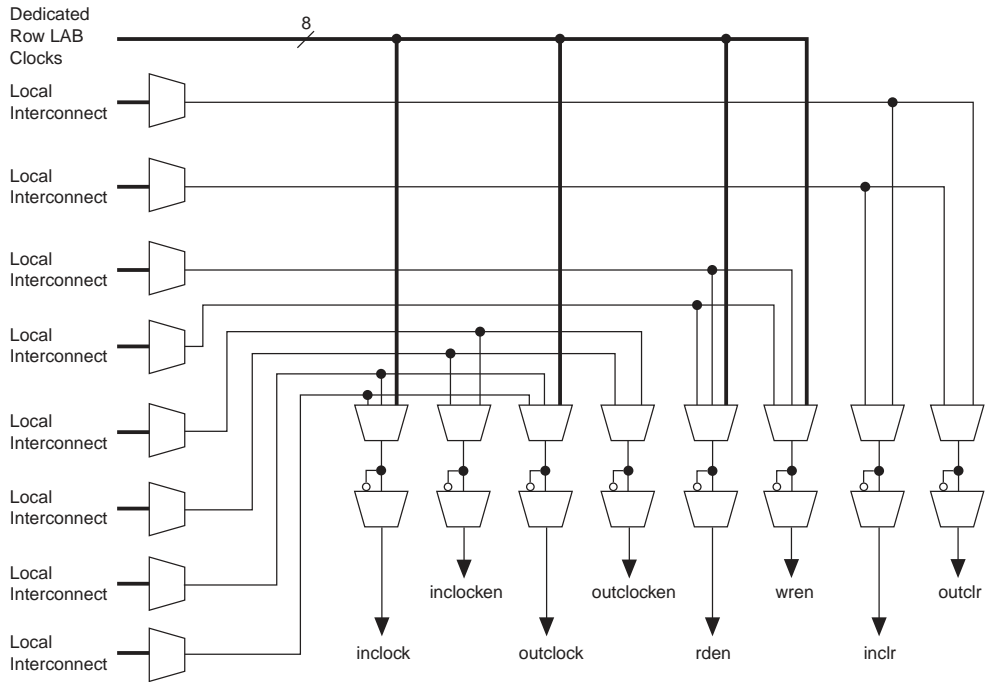 Dedicated
Row LAB
Clocks
8
Local
Interconnect
Local
Interconnect
Local
Interconnect
Local
Interconnect
Local
Interconnect
Local
Interconnect
Local
Interconnect
Local
Interconnect
inclocken
outclocken
wren
outclr
inclock
outclock
rden
inclr